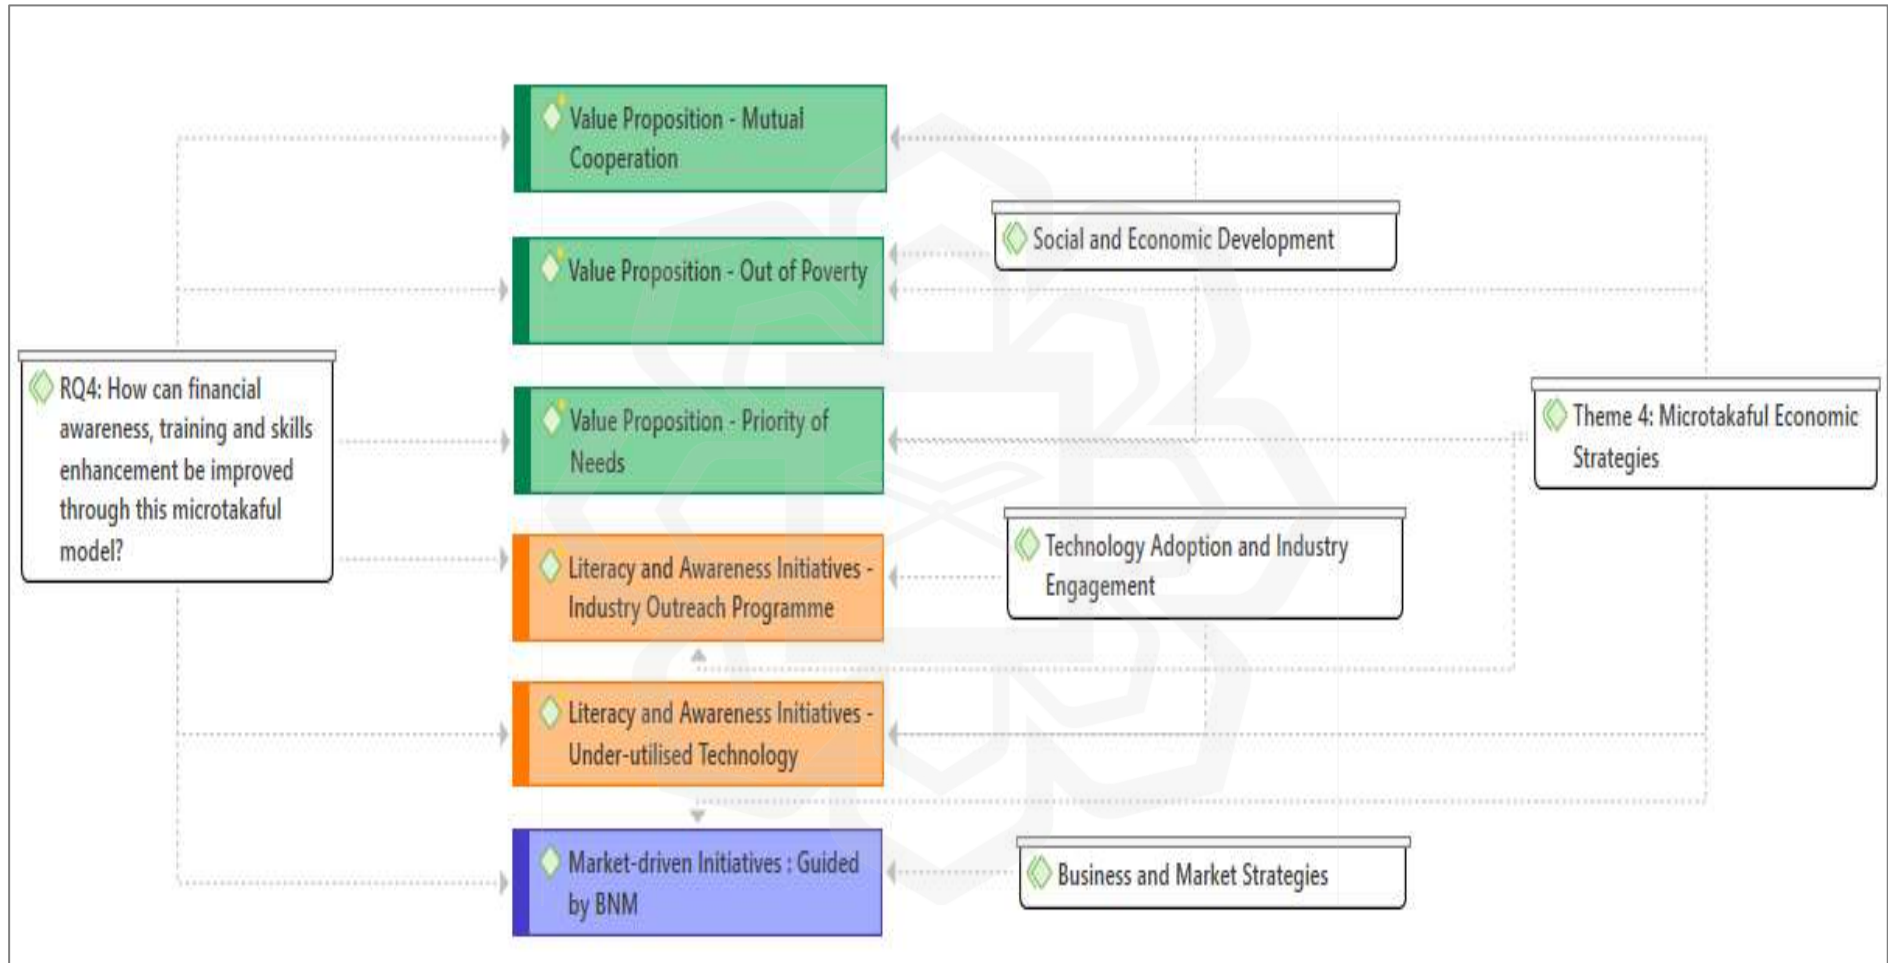 Value Proposition - Mutual
Cooperation
Social and Economic Development
Value Proposition - Out of Poverty
RQ4: How can financial
awareness, training and skills
enhancement be improved
through this microtakaful
model?
Value Proposition - Priority of
Needs
Theme 4: Microtakaful Economic
Strategies
Literacy and Awareness Initiatives -
Industry Outreach Programme
Technology Adoption and Industry
Engagement
Literacy and Awareness Initiatives -
Under-utilised Technology
Market-driven Initiatives : Guided
by BNM
Business and Market Strategies